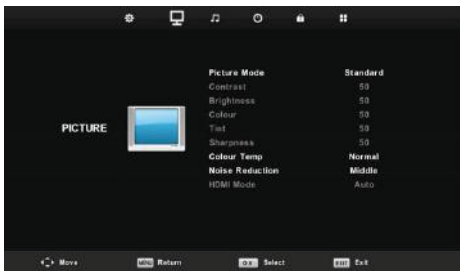 Picture Mode Standard
Contrast 50
Brightness 50
Colour 50
PICTURE
Tint 50
Sharpness 50
Colour Temp Normal
Noise Reduction Middle
HDMI Mode Auto
Move MENU Return OK Select EXIT Exit